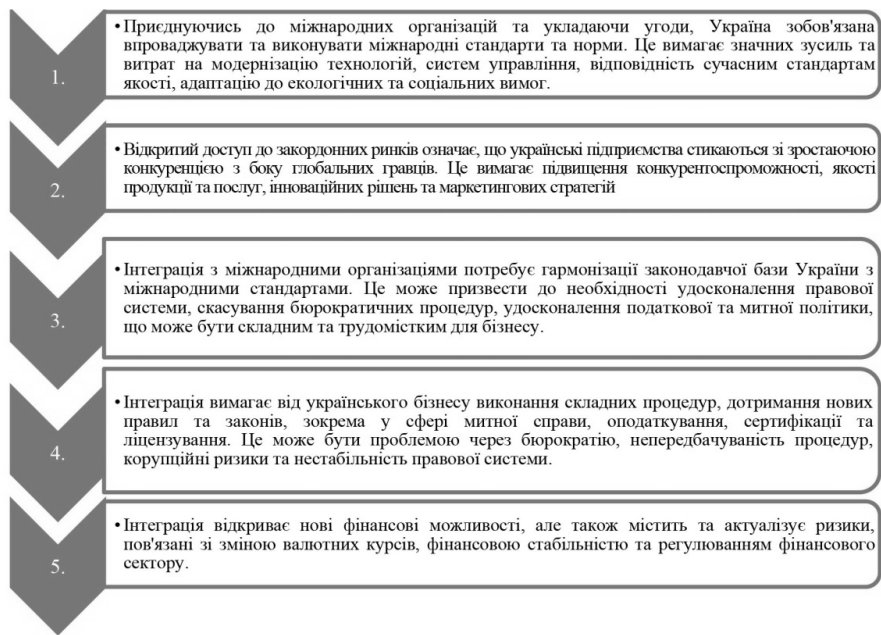 1.
• Приєднуючись до міжнародних організацій та укладаючи угоди, Україна зобов'язана
впроваджувати та виконувати міжнародні стандарти та норми. Це вимагає значних зусиль та
витрат на модернізацію технологій, систем управління, відповідність сучасним стандартам
якості, адаптацію до екологічних та соціальних вимог.
2.
• Відкритий доступ до закордонних ринків означає, що українські підприємства стикаються зі зростаючою
конкуренцією з боку глобальних гравців. Це вимагає підвищення конкурентоспроможності, якості
продукції та послуг, інноваційних рішень та маркетингових стратегій
3.
• Інтеграція з міжнародними організаціями потребує гармонізації законодавчої бази України з
міжнародними стандартами. Це може призвести до необхідності удосконалення правової
системи, скасування бюрократичних процедур, удосконалення податкової та митної політики,
що може бути складним та трудомістким для бізнесу.
4.
• Інтеграція вимагає від українського бізнесу виконання складних процедур, дотримання нових
правил та законів, зокрема у сфері митної справи, оподаткування, сертифікації та
ліцензування. Це може бути проблемою через бюрократію, непередбачуваність процедур,
корупційні ризики та нестабільність правової системи.
5.
• Інтеграція відкриває нові фінансові можливості, але також містить та актуалізує ризики,
пов'язані зі зміною валютних курсів, фінансовою стабільністю та регулюванням фінансового
сектору.